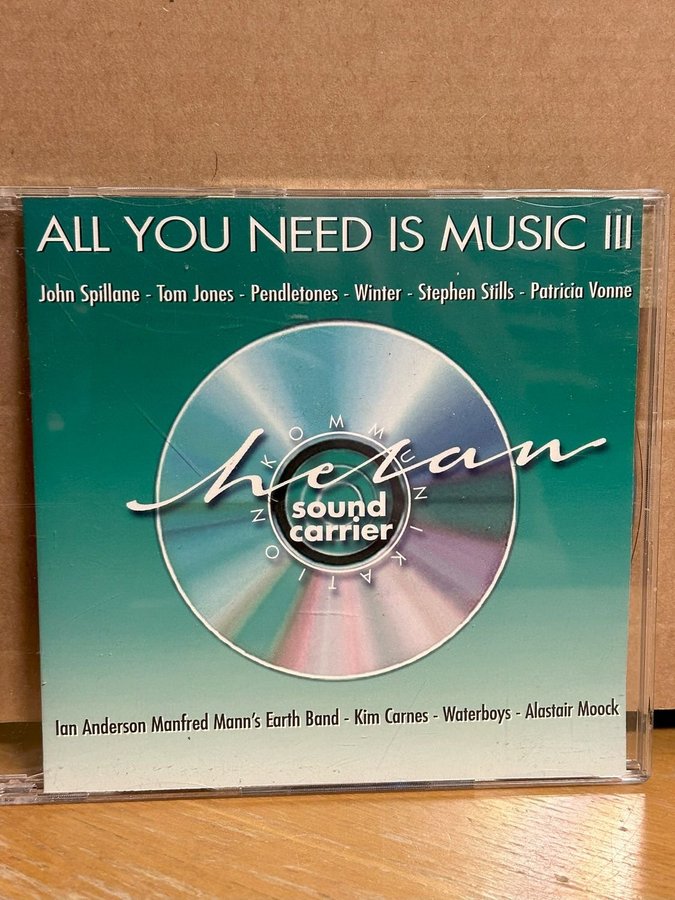 ALL YOU NEED IS MUSIC III
John Spillane - Tom Jones - Pendletones - Winter - Stephen Stills - Patricia Vonne
KOMMUNIKATION
heran
sound
carrier
Ian Anderson Manfred Mann's Earth Band - Kim Carnes - Waterboys - Alastair Moock